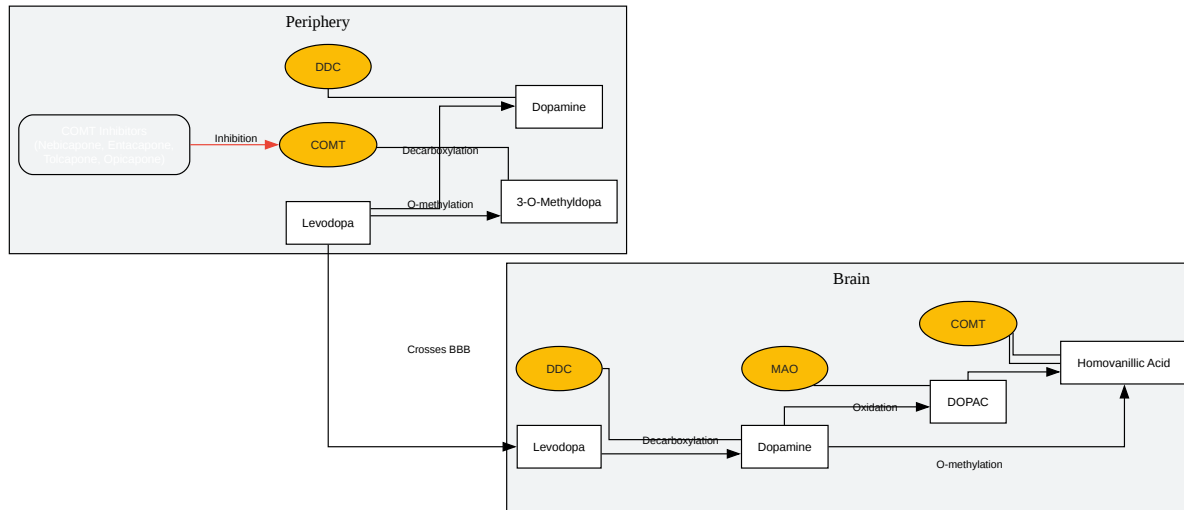 Periphery
DDC
Dopamine
COMT inhibitors
(Nebicapone, Entacapone,
Tolcapone, Opicapone)
Inhibition
COMT
Decarboxylation
3-O-Methyldopa
O-methylation
Levodopa
Brain
COMT
Crosses BBB
DDC
MAO
Homovanillic Acid
DOPAC
Oxidation
Levodopa
Decarboxylation
Dopamine
O-methylation